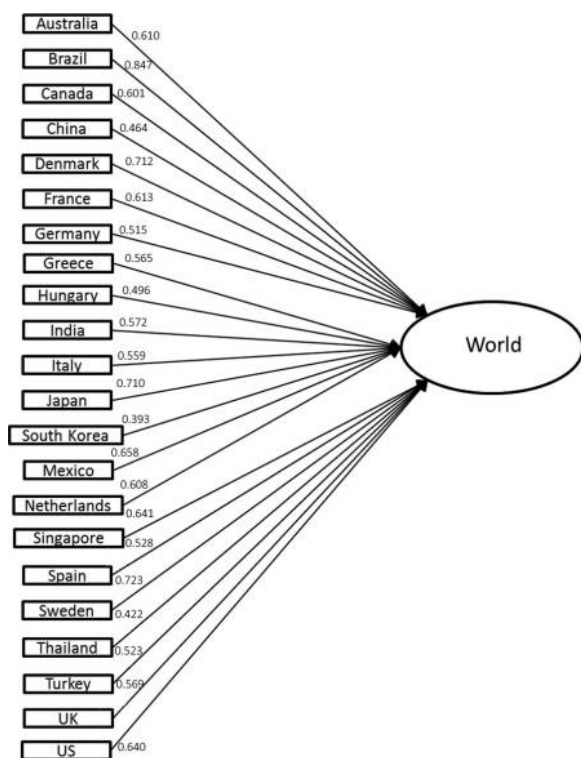 Australia
0.610
Brazil
0.847
Canada
0.601
China
0.464
Denmark
0.712
France
0.613
Germany
0.515
Greece
0.565
Hungary
0.496
India
0.572
Italy
0.559
Japan
0.710
South Korea
0.393
Mexico
0.658
Netherlands
0.608
0.641
Singapore
0.528
Spain
0.723
Sweden
0.422
Thailand
0.523
Turkey
0.569
UK
US
0.640
World